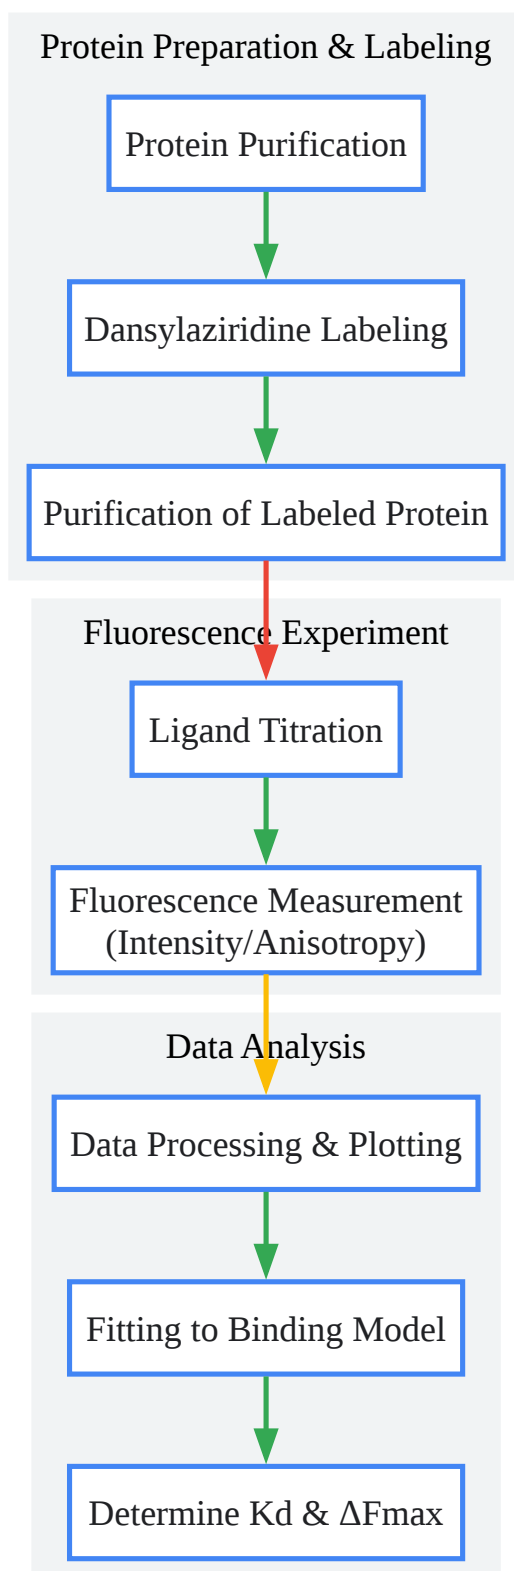 Protein Preparation & Labeling
Protein Purification
Dansylaziridine Labeling
Purification of Labeled Protein
Fluorescence Experiment
Ligand Titration
Fluorescence Measurement
(Intensity/Anisotropy)
Data Analysis
Data Processing & Plotting
Fitting to Binding Model
Determine Kd & ΔFmax